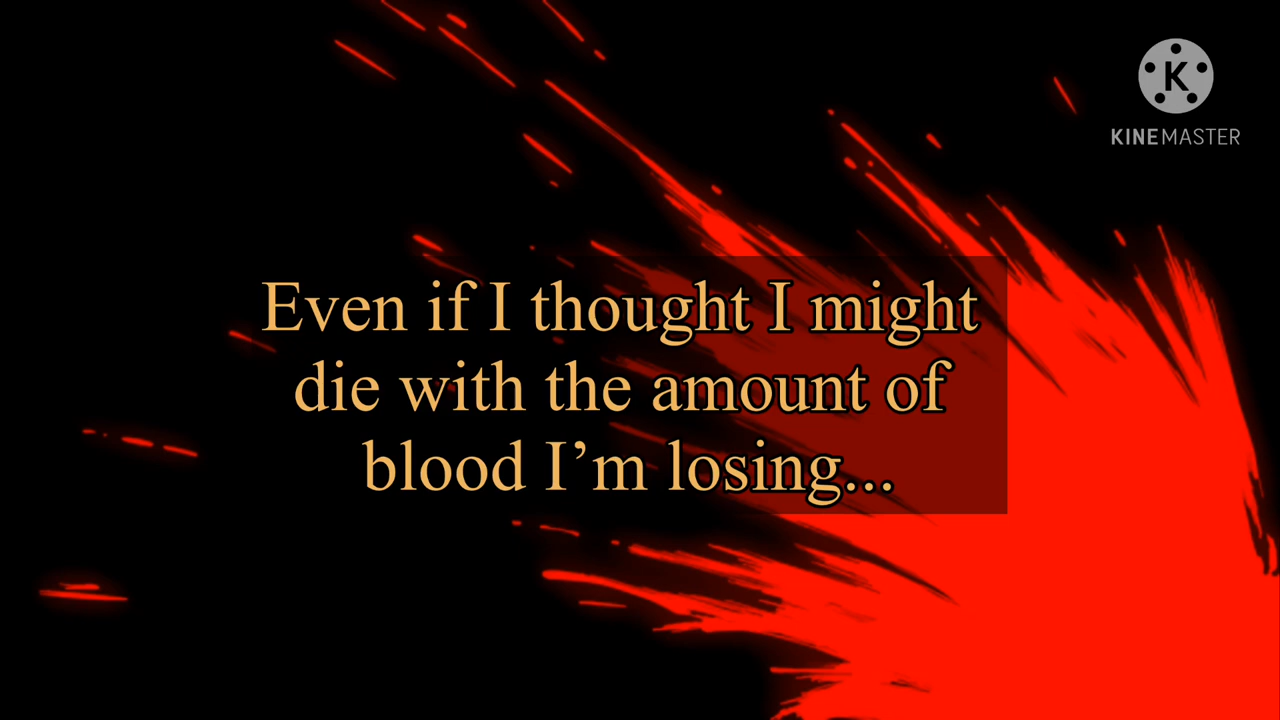 K
KINEMASTER
Even if I thought I might
die with the amount of
blood I’m losing...